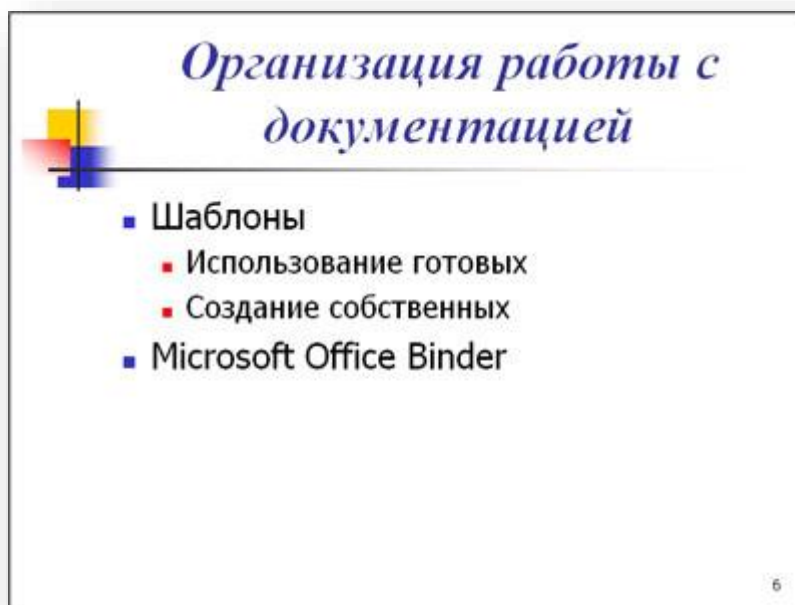 Организация работы с
документацией
Шаблоны
Использование готовых
Создание собственных
Microsoft Office Binder
6